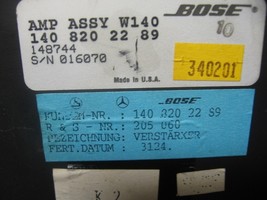 AMP ASSY W140
BOSE
140 820 22 89
148744
S/N 016070
10
Made in U.S.A.
340201
BOSE
140 820 22 89
R & S - NR. : 205 060
BEZEICHNUNG: VERSTÄRKER
FERT.DATUM : 3124.
K 2